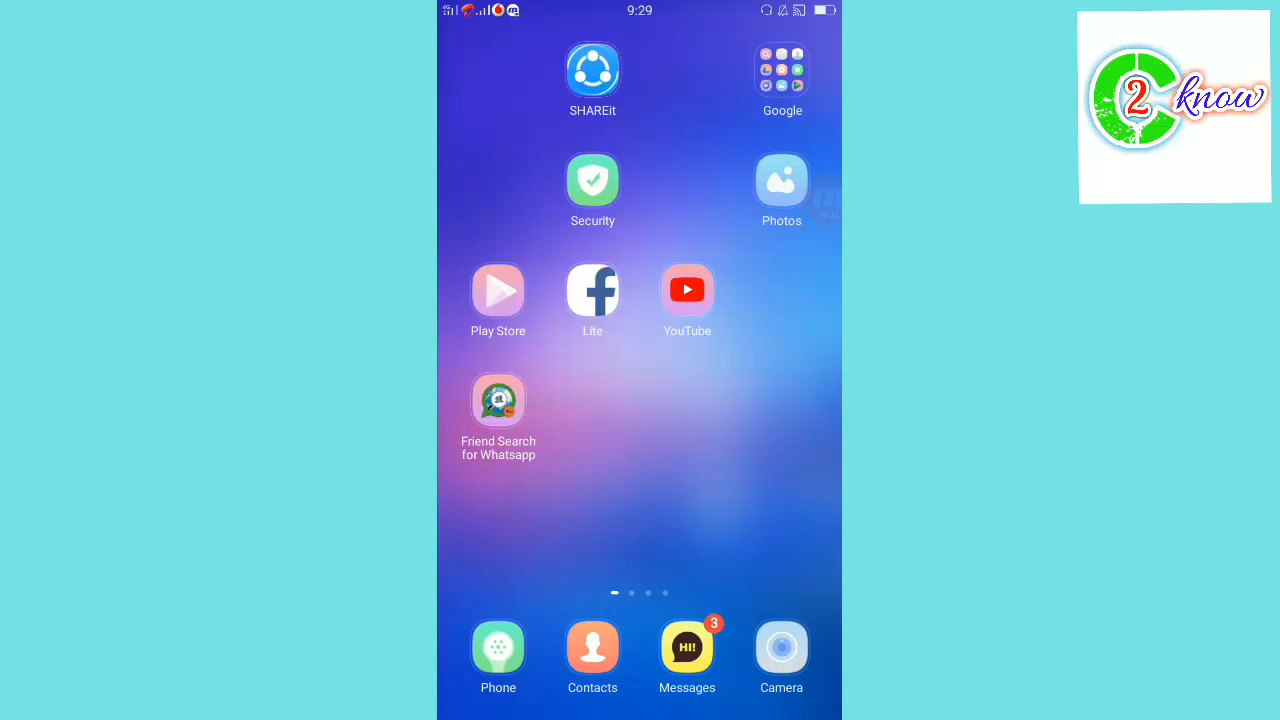 9:29
2
know
SHAREit
Google
Security
Photos
Play Store
Lite
YouTube
Friend Search
for Whatsapp
3
HI!
Phone
Contacts
Messages
Camera